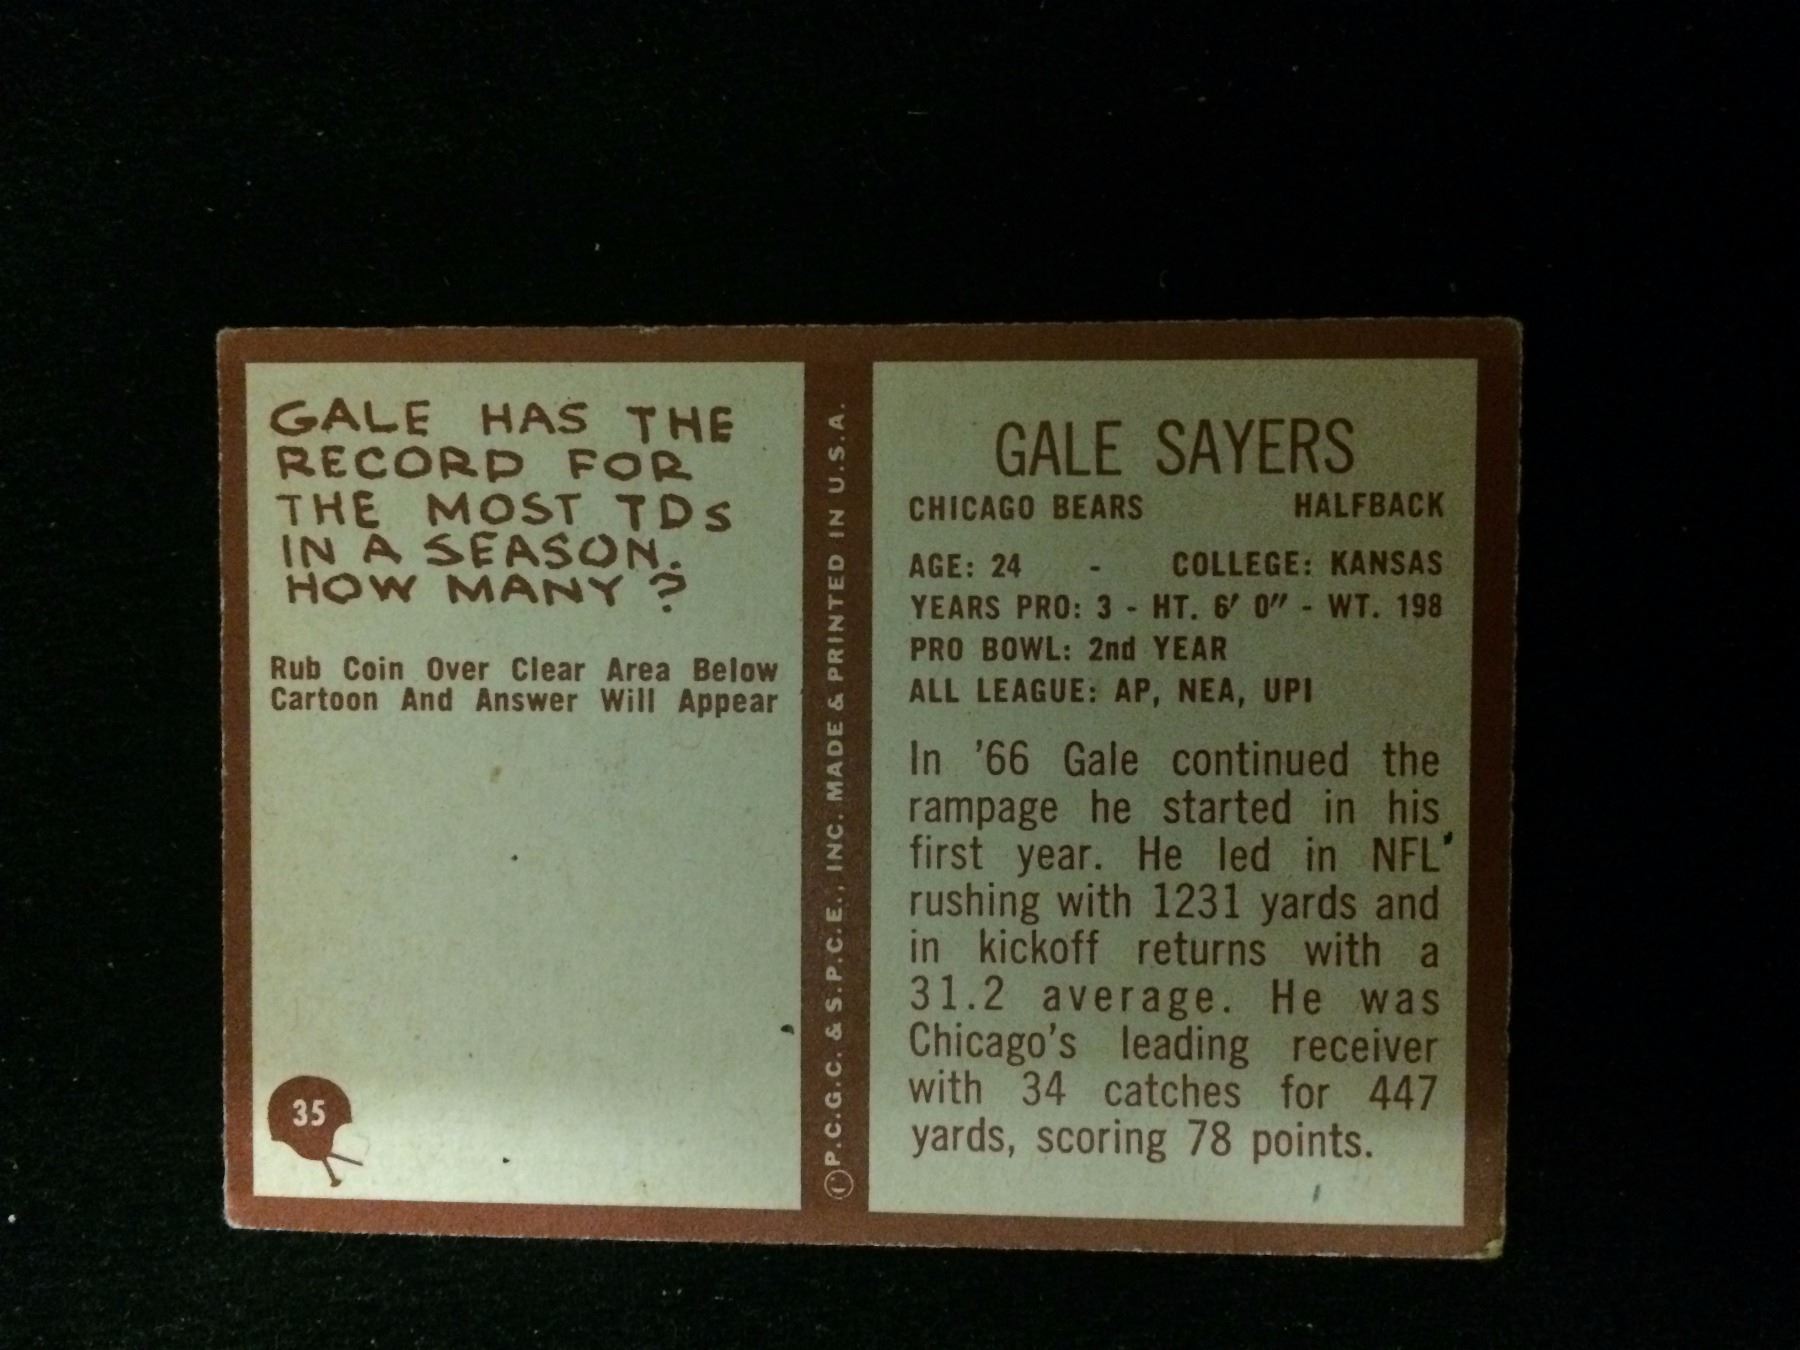 GALE HAS THE
RECORD FOR
THE MOST TDS
IN A SEASON.
HOW MANY?
Rub Coin Over Clear Area Below
Cartoon And Answer Will Appear
35
©P.C.G.C. & S.P.C.E., INC. MADE & PRINTED IN U.S.A.
GALE SAYERS
CHICAGO BEARS HALFBACK
AGE: 24 - COLLEGE: KANSAS
YEARS PRO: 3 - HT. 6' 0" - WT. 198
PRO BOWL: 2nd YEAR
ALL LEAGUE: AP, NEA, UPI
In '66 Gale continued the
rampage he started in his
first year. He led in NFL
rushing with 1231 yards and
in kickoff returns with a
31.2 average. He was
Chicago's leading receiver
with 34 catches for 447
yards, scoring 78 points.